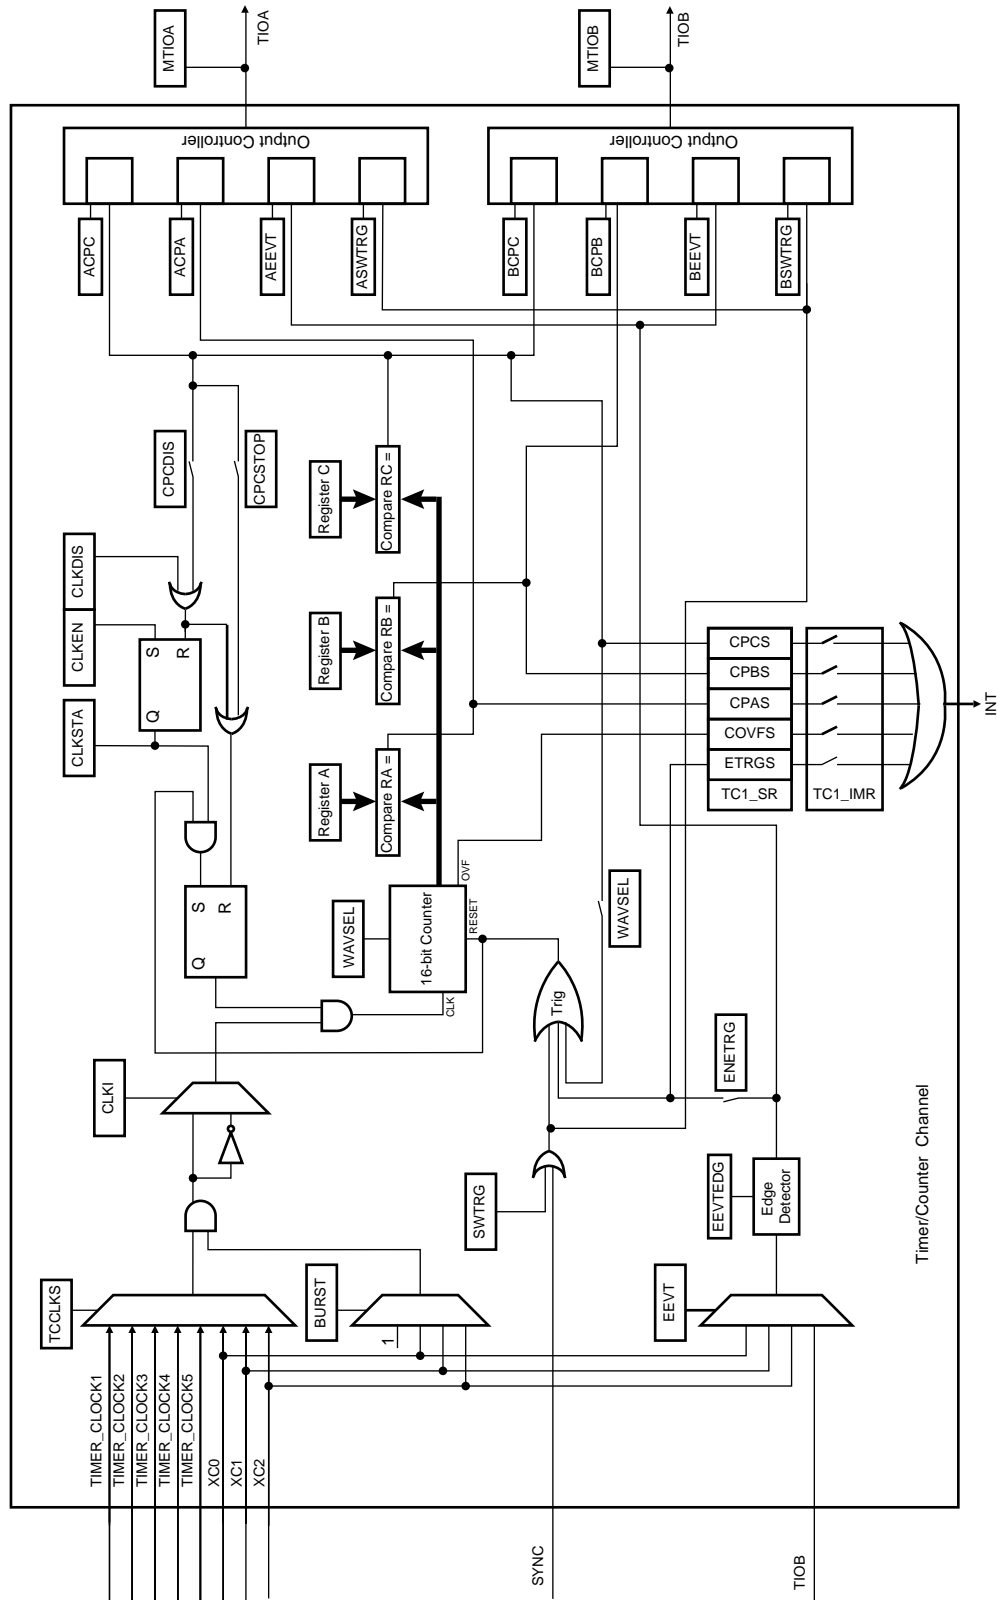 TIMER_CLOCK1
TIMER_CLOCK2
TIMER_CLOCK3
TIMER_CLOCK4
TIMER_CLOCK5
XC0
XC1
XC2
TCCLKS
CLKI
CLKSTA
CLKEN
CLKDIS
Q
S
R
Q
S
R
CPCDIS
CPCSTOP
BURST
1
WAVSEL
16-bit Counter
CLK
RESET
OVF
Register A
Register B
Register C
Compare RA =
Compare RB =
Compare RC =
ACPC
ACPA
AEEVT
ASWTRG
Output Controller
MTIOA
TIOA
SYNC
SWTRG
Trig
WAVSEL
BCPC
BCPB
BEEVT
BSWTRG
Output Controller
MTIOB
TIOB
TIOB
EEVT
EEVTEDG
Edge
Detector
ENETRG
CPCS
CPBS
CPAS
COVFS
ETRGS
TC1_SR
TC1_IMR
INT
Timer/Counter Channel